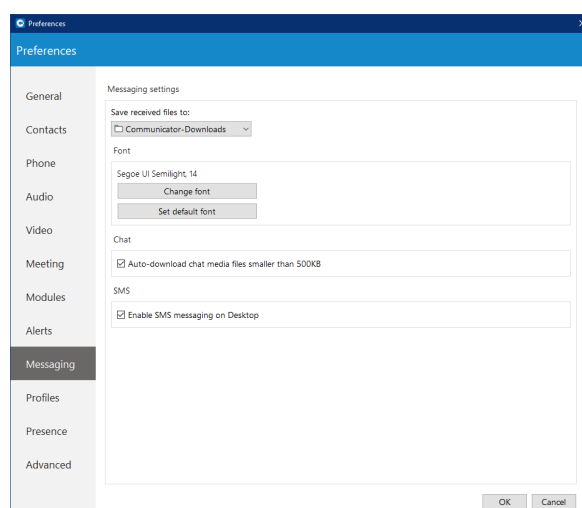 Preferences
Preferences
General
Contacts
Phone
Audio
Video
Meeting
Modules
Alerts
Messaging
Profiles
Presence
Advanced
Messaging settings
Save received files to:
Communicator-Downloads
Font
Segoe UI Semilight, 14
Change font
Set default font
Chat
Auto-download chat media files smaller than 500KB
SMS
Enable SMS messaging on Desktop
OK Cancel